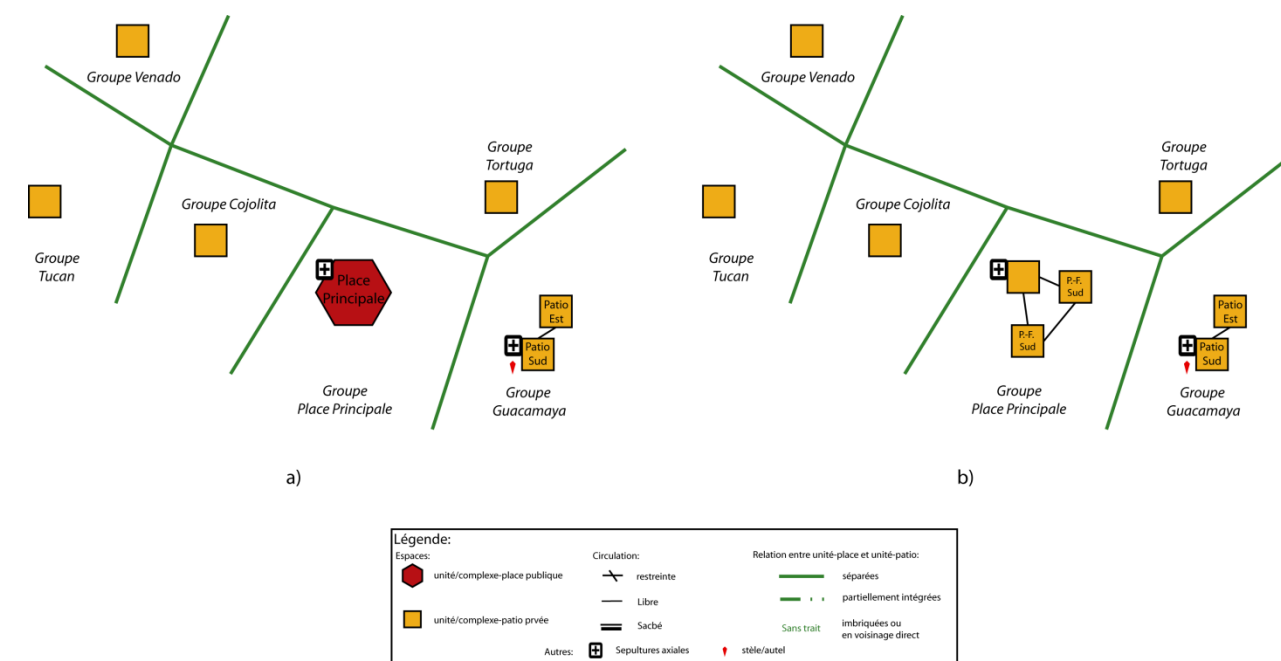 Groupe Venado
Groupe
Tortuga
Groupe Cojolita
Groupe
Tucan
Place
Principale
Patio
Est
Patio
Sud
Groupe
Place Principale
Groupe
Guacamaya
a)
Groupe Venado
Groupe
Tortuga
Groupe Cojolita
Groupe
Tucan
P.-F.
Sud
P.-F.
Sud
Patio
Est
Patio
Sud
Groupe
Place Principale
Groupe
Guacamaya
b)
Légende:
Espaces:
unité/complexe-place publique
unité/complexe-patio prvée
Circulation:
restreinte
Libre
Sacbé
Relation entre unité-place et unité-patio:
séparées
partiellement intégrées
Sans trait
imbriquées ou
en voisinage direct
Autres:
Sepultures axiales
stèle/autel